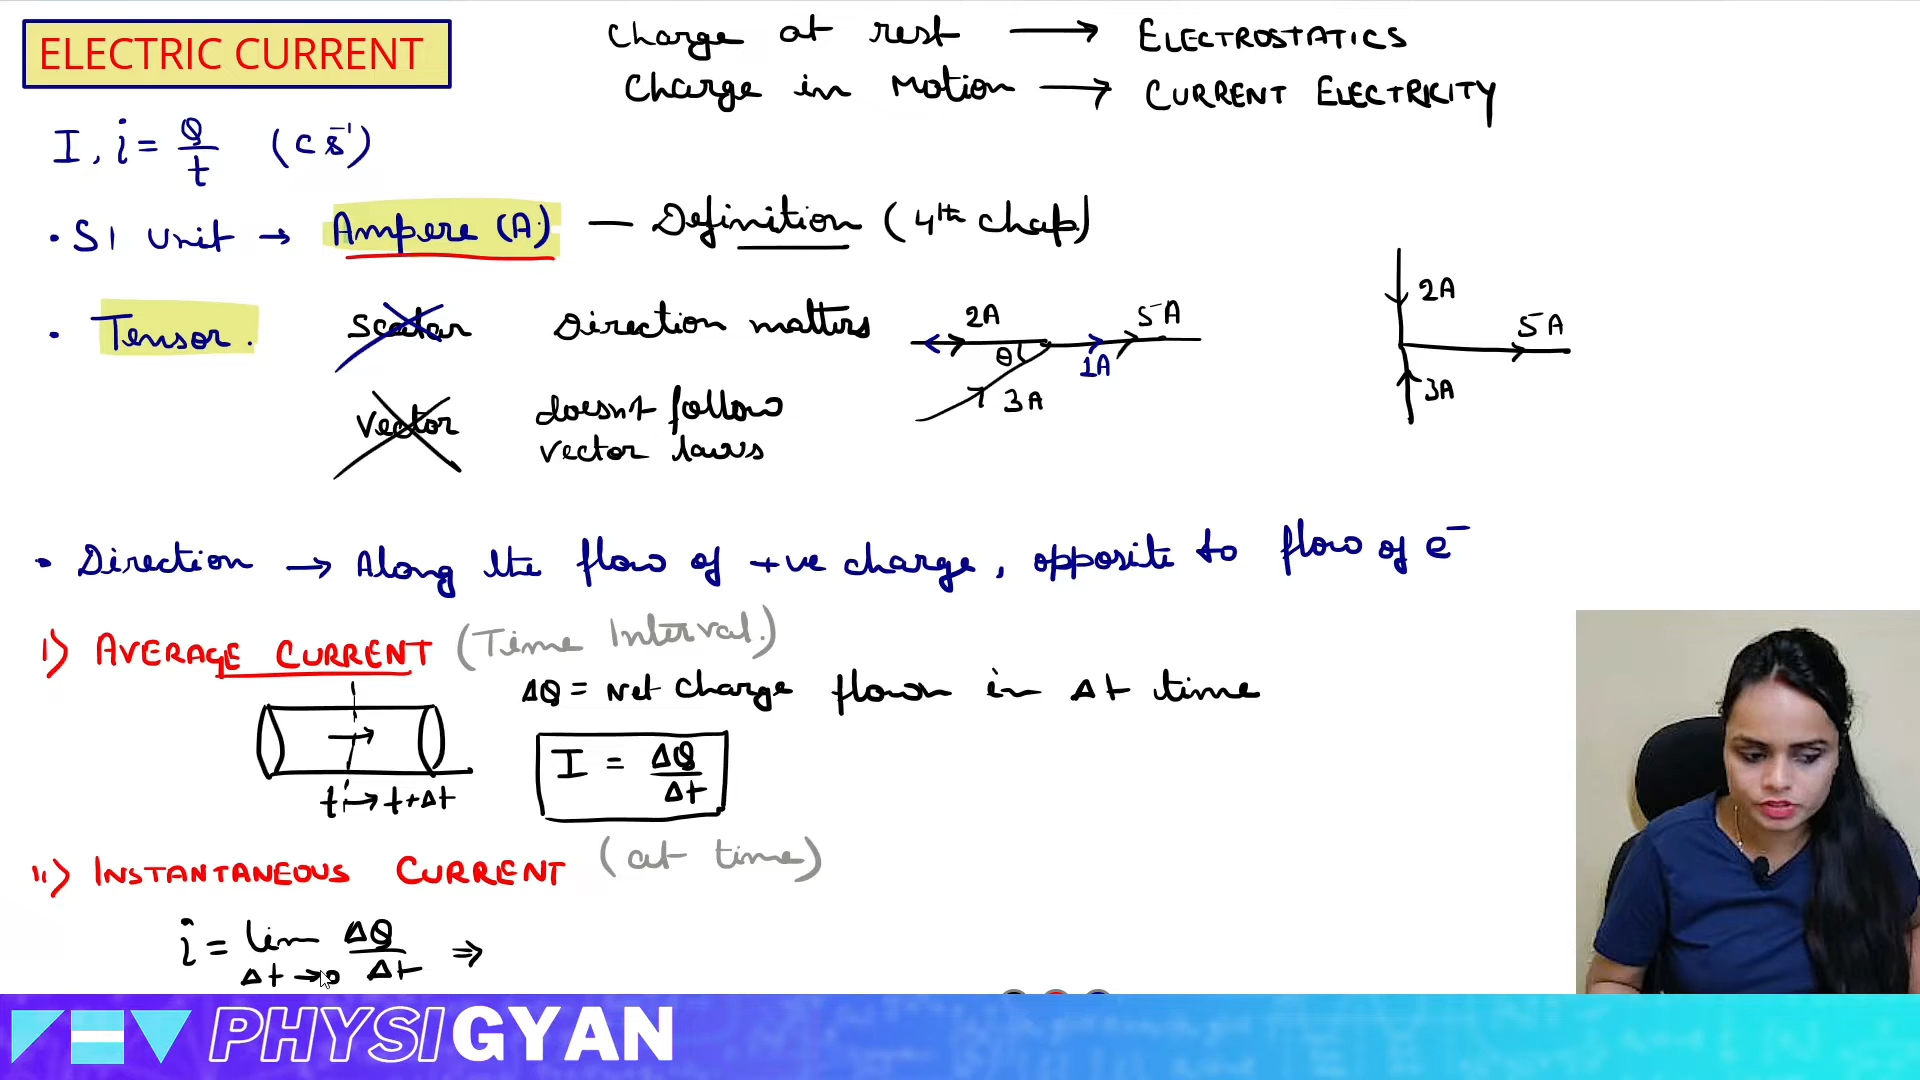 ELECTRIC CURRENT
Charge at rest → ELECTROSTATICS
Charge in Motion → CURRENT ELECTRICITY
I, i = Q/t (C s⁻¹)
• SI Unit → Ampere (A) — Definition (4th chap)
• Tensor. Scalar Direction matters
Vector doesn't follow
vector laws
2A 5A
θ 1A
3A
2A
5A
3A
• Direction → Along the flow of +ve charge, opposite to flow of e⁻
I) AVERAGE CURRENT (Time Interval.)
ΔQ = Net charge flown in Δt time
I = ΔQ/Δt
t → t+Δt
II) INSTANTANEOUS CURRENT (at time)
i = lim Δt→0 ΔQ/Δt ⇒
PHYSIGYAN